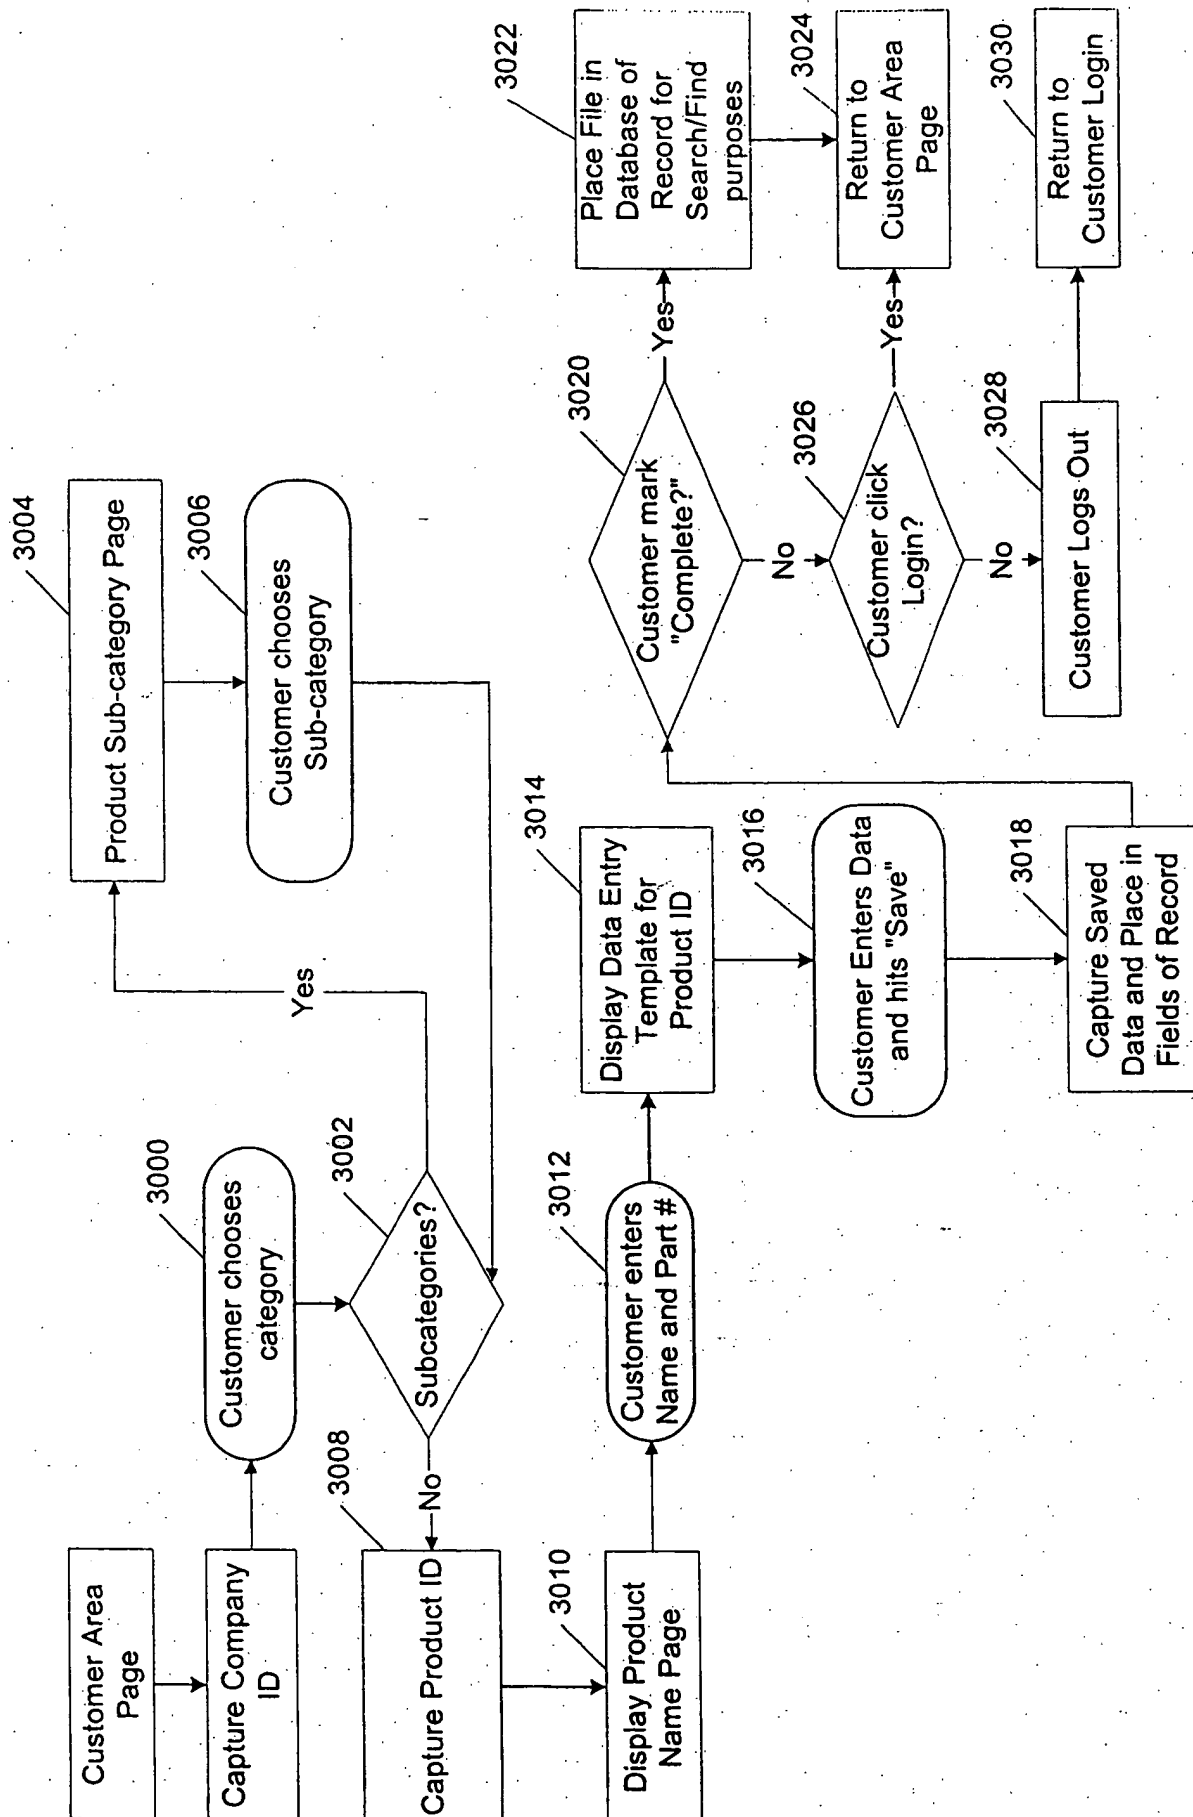 Customer Area
Page
Capture Company
ID
3000
Customer chooses
category
3002
Subcategories?
Yes
3004
Product Sub-category Page
3006
Customer chooses
Sub-category
No
3008
Capture Product ID
3010
Display Product
Name Page
3012
Customer enters
Name and Part #
3014
Display Data Entry
Template for
Product ID
3016
Customer Enters Data
and hits "Save"
3018
Capture Saved
Data and Place in
Fields of Record
3020
Customer mark
"Complete?"
Yes
3022
Place File in
Database of
Record for
Search/Find
purposes
3024
Return to
Customer Area
Page
No
3026
Customer click
Login?
Yes
No
3028
Customer Logs Out
3030
Return to
Customer Login